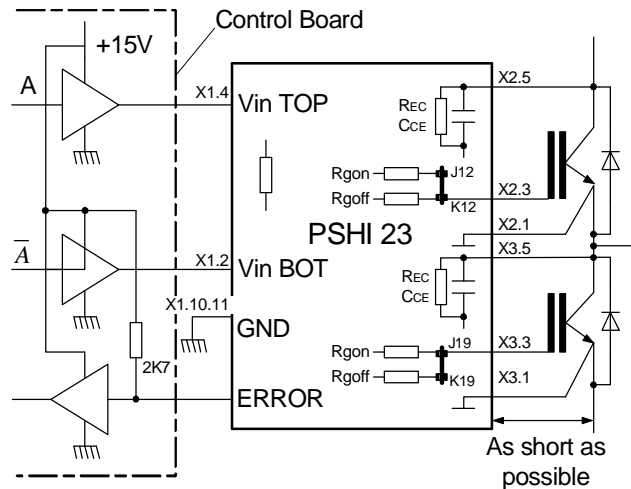 Control Board
+15V
A
X1.4
Vin TOP
REC
CCE
X2.5
Rgon
J12
Rgoff
K12
X2.3
X2.1
PSHI 23
A
X1.2
Vin BOT
REC
CCE
X3.5
X1.10.11
GND
Rgon
J19
X3.3
Rgoff
K19
X3.1
2K7
ERROR
As short as
possible